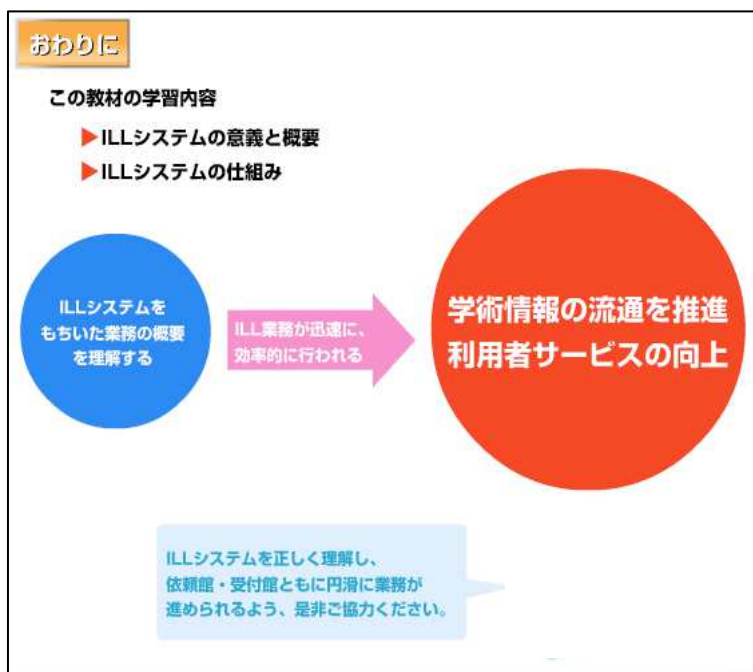 おわりに
この教材の学習内容
▶ILLシステムの意義と概要
▶ILLシステムの仕組み
ILLシステムを
もちいた業務の概要
を理解する
ILL業務が迅速に、
効率的に行われる
学術情報の流通を推進
利用者サービスの向上
ILLシステムを正しく理解し、
依頼館・受付館ともに円滑に業務が
進められるよう、是非ご協力ください。